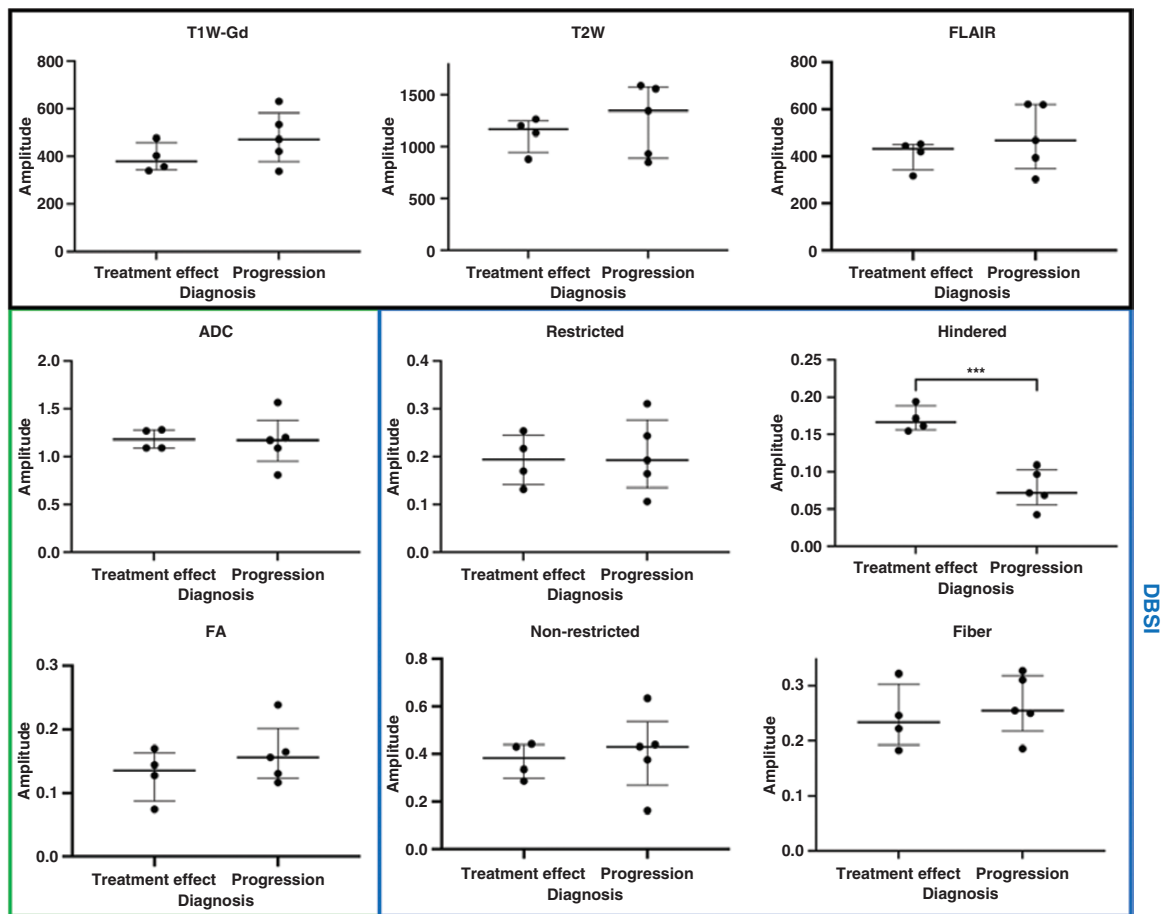 T1W-Gd
800
600
400
200
0
Amplitude
Treatment effect Progression
Diagnosis
T2W
1500
1000
500
0
Amplitude
Treatment effect Progression
Diagnosis
FLAIR
800
600
400
200
0
Amplitude
Treatment effect Progression
Diagnosis
ADC
2.0
1.5
1.0
0.5
0.0
Amplitude
Treatment effect Progression
Diagnosis
Restricted
0.4
0.3
0.2
0.1
0.0
Amplitude
Treatment effect Progression
Diagnosis
Hindered
0.25
0.20
0.15
0.10
0.05
0.00
Amplitude
***
Treatment effect Progression
Diagnosis
FA
0.3
0.2
0.1
0.0
Amplitude
Treatment effect Progression
Diagnosis
Non-restricted
0.8
0.6
0.4
0.2
0.0
Amplitude
Treatment effect Progression
Diagnosis
Fiber
0.3
0.2
0.1
0.0
Amplitude
Treatment effect Progression
Diagnosis
DBSI